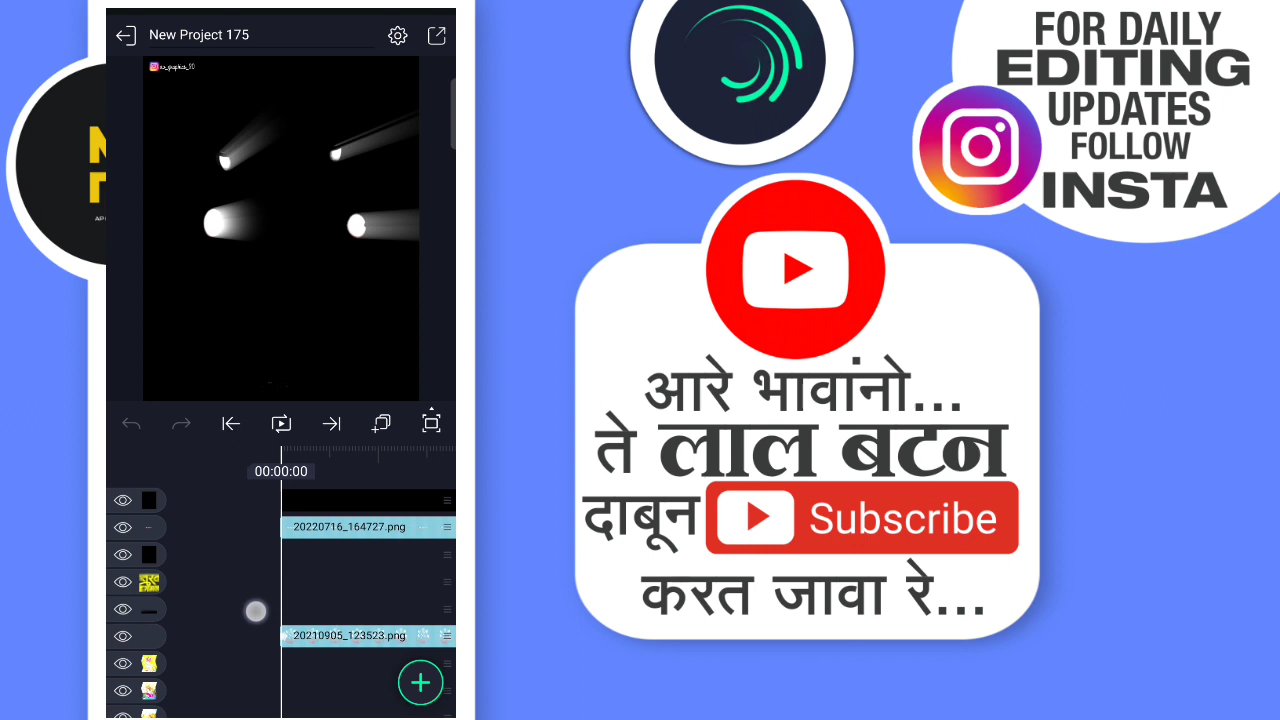 New Project 175
00:00:00
20220716_164727.png
20210905_123523.png
FOR DAILY
EDITING
UPDATES
FOLLOW
INSTA
आरे भावांनो...
ते लाल बटन
दाबून Subscribe
करत जावा रे...